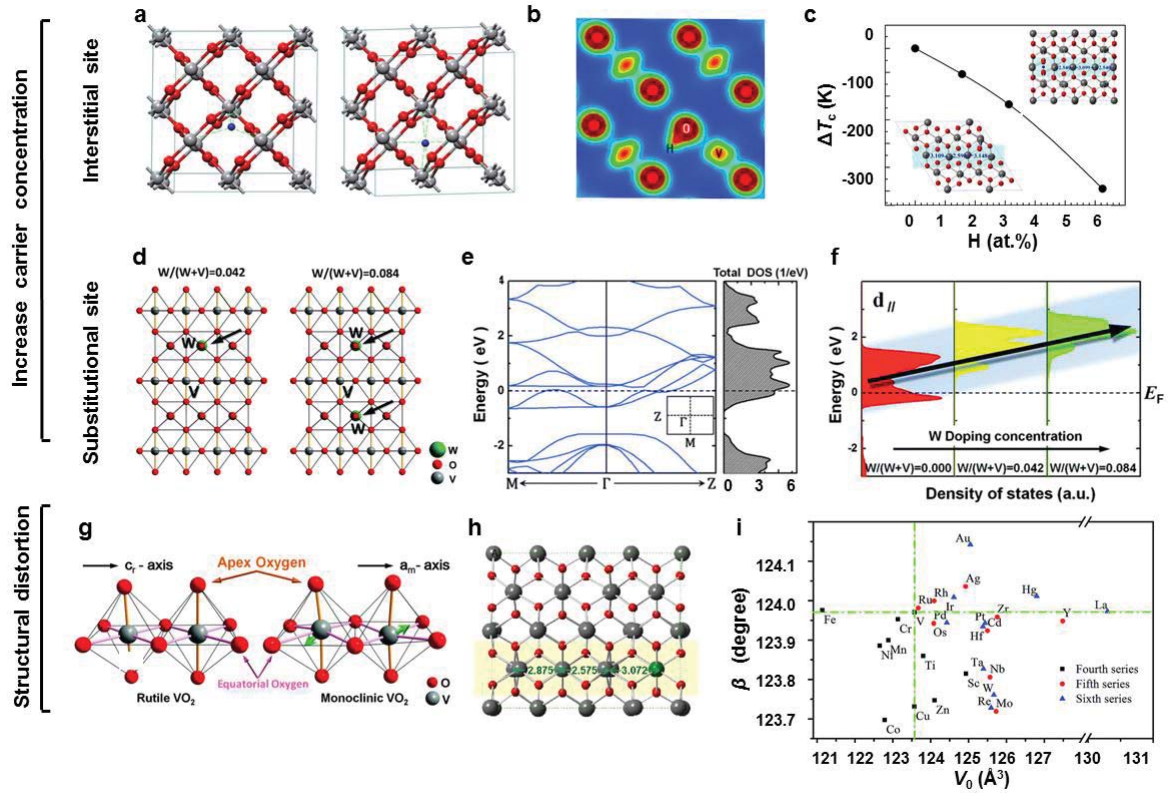 Increase carrier concentration
Structural distortion
Interstitial site
Substitutional site
a
b
O
H
V
c
0
-100
-200
-300
ΔTc (K)
0 1 2 3 4 5 6
H (at.%)
d
W/(W+V)=0.042
W/(W+V)=0.084
W
V
W
V
W
W
O
V
e
Total DOS (1/eV)
4
2
0
-2
Energy ( eV )
M
Γ
Z
Z
Γ
M
0 3 6
f
d//
4
2
0
-2
Energy ( eV )
EF
W Doping concentration
W/(W+V)=0.000
W/(W+V)=0.042
W/(W+V)=0.084
Density of states (a.u.)
g
cr - axis
Apex Oxygen
am- axis
Equatorial Oxygen
Rutile VO2
Monoclinic VO2
O
V
h
2.875
2.575
3.072
i
124.1
124.0
123.9
123.8
123.7
β (degree)
Au
Ag
Hg
La
Ru
Rh
Ir
Zr
Y
Fe
V
Pd
Pt
Cd
Cr
Os
Hf
Ni
Mn
Ti
Ta
Nb
Sc
W
Zn
Re
Mo
Cu
Co
Fourth series
Fifth series
Sixth series
121 122 123 124 125 126 127 130 131
V0 (Å3)